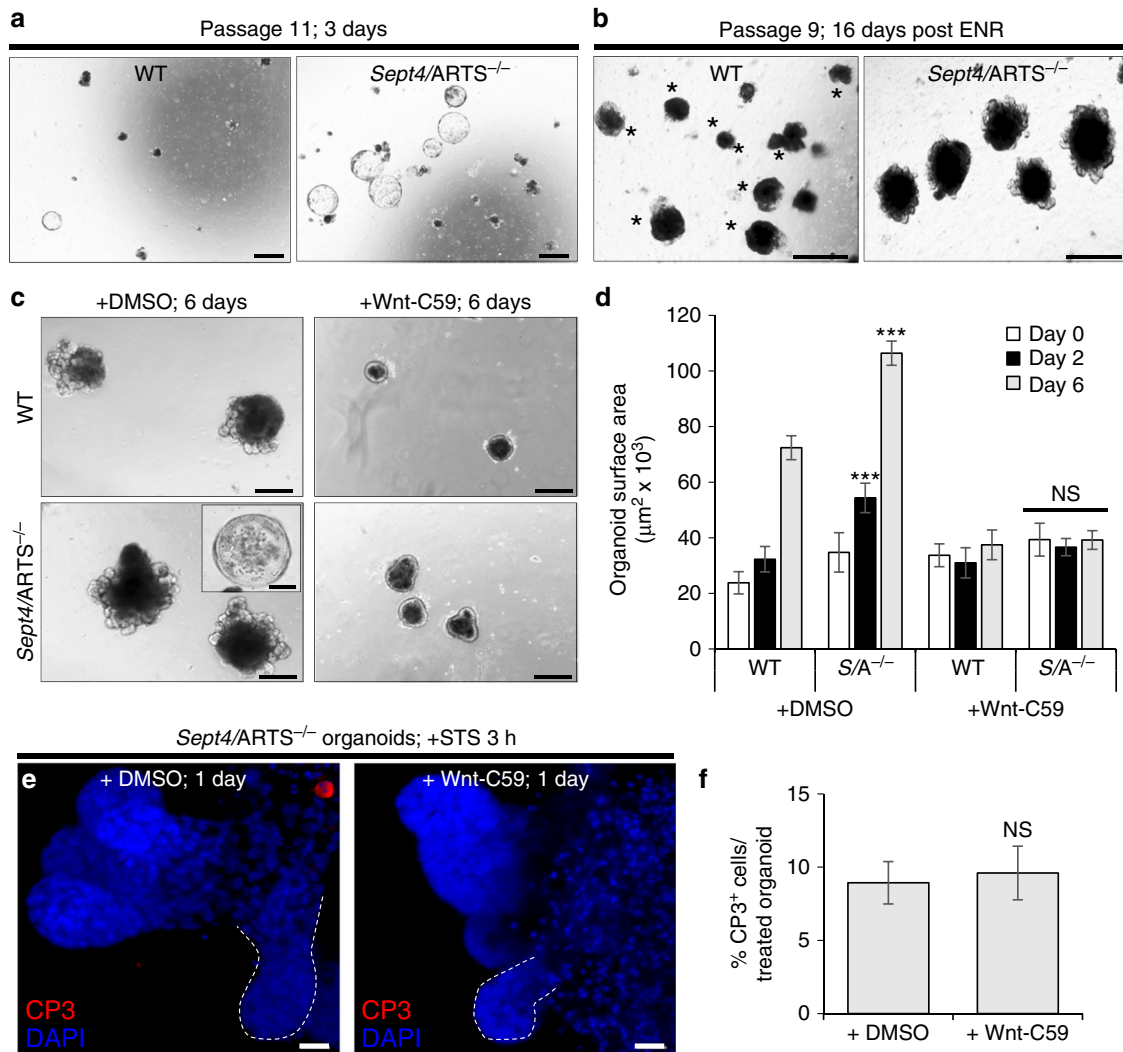 a
Passage 11; 3 days
WT
Sept4/ARTS–/–
b
Passage 9; 16 days post ENR
WT
Sept4/ARTS–/–
*
*
*
*
*
*
*
*
*
c
+DMSO; 6 days
+Wnt-C59; 6 days
WT
Sept4/ARTS–/–
d
Organoid surface area
(µm² x 10³)
120
100
80
60
40
20
0
Day 0
Day 2
Day 6
***
***
NS
WT
S/A–/–
WT
S/A–/–
+DMSO
+Wnt-C59
Sept4/ARTS–/– organoids; +STS 3 h
e
+ DMSO; 1 day
CP3
DAPI
+ Wnt-C59; 1 day
CP3
DAPI
f
% CP3⁺ cells/
treated organoid
15
10
5
0
NS
+ DMSO
+ Wnt-C59